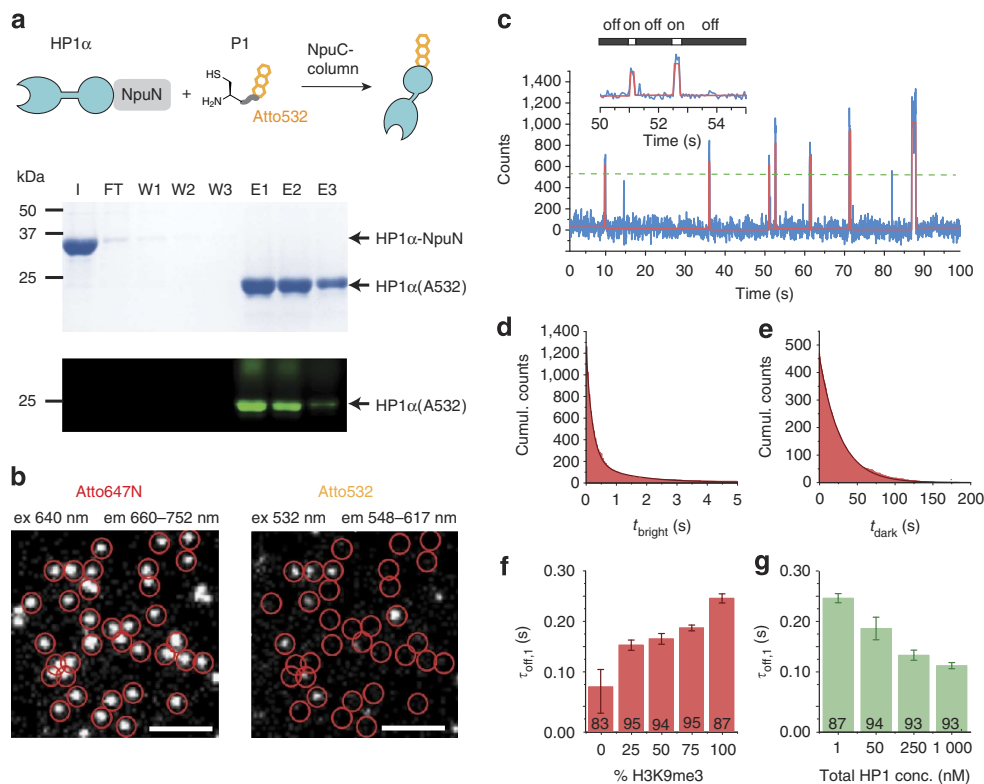 a
HP1α
P1
NpuC-
column
NpuN
+
HS
H2N
Atto532
kDa
I FT W1 W2 W3 E1 E2 E3
50
37
25
HP1α-NpuN
HP1α(A532)
25
HP1α(A532)
b
Atto647N
Atto532
ex 640 nm em 660–752 nm
ex 532 nm em 548–617 nm
c
off on off on off
50 52 54
Time (s)
Counts
1,400
1,200
1,000
800
600
400
200
0
0 10 20 30 40 50 60 70 80 90 100
Time (s)
d
Cumul. counts
1,400
1,200
1,000
800
600
400
200
0
0 1 2 3 4 5
tbright (s)
e
Cumul. counts
500
400
300
200
100
0
0 50 100 150 200
tdark (s)
f
τoff,1 (s)
0.30
0.20
0.10
0.00
83 95 94 95 87
0 25 50 75 100
% H3K9me3
g
τoff,1 (s)
0.30
0.20
0.10
0.00
87 94 93 93
1 50 250 1 000
Total HP1 conc. (nM)